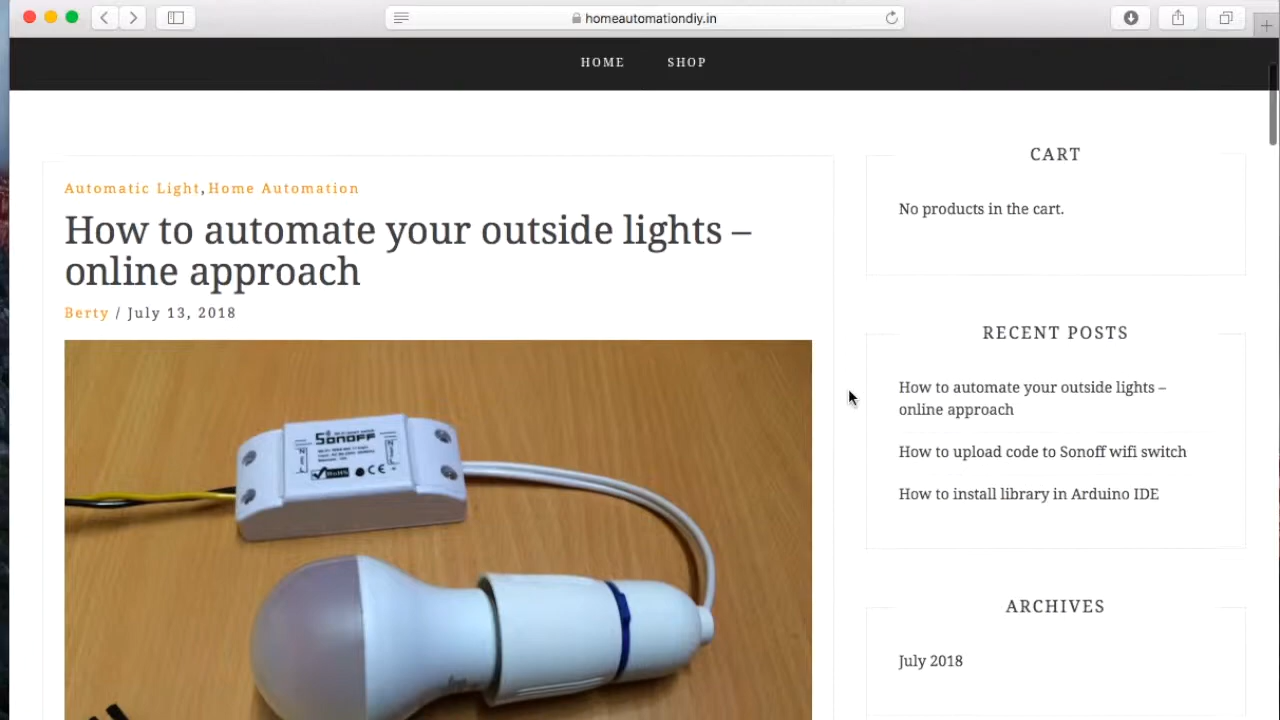 homeautomationdiy.in
HOME SHOP
Automatic Light, Home Automation
How to automate your outside lights –
online approach
Berty / July 13, 2018
SONOFF
RoHS
CE
CART
No products in the cart.
RECENT POSTS
How to automate your outside lights –
online approach
How to upload code to Sonoff wifi switch
How to install library in Arduino IDE
ARCHIVES
July 2018